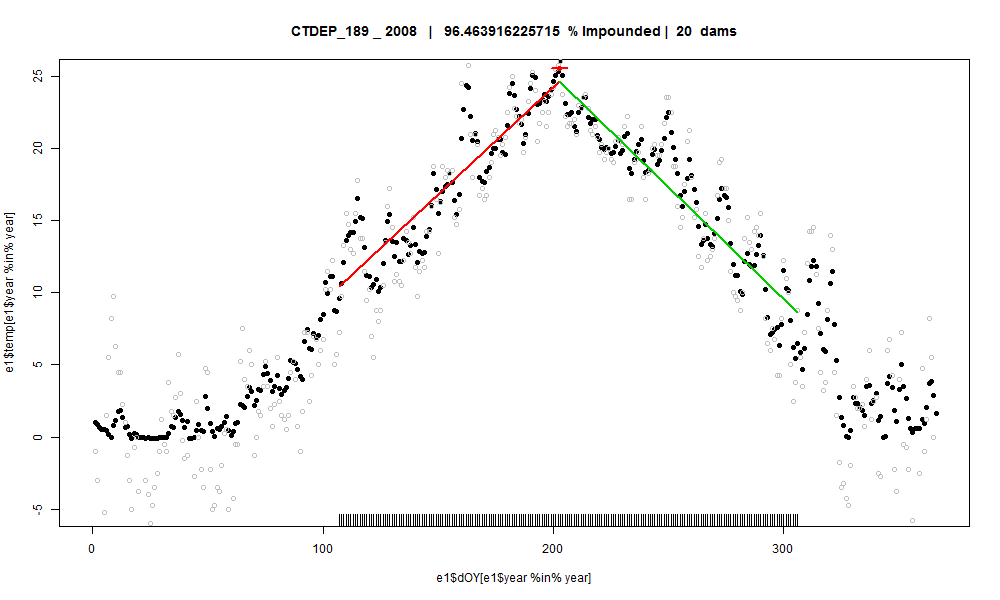 CTDEP_189 _ 2008 | 96.463916225715 % Impounded | 20 dams
e1$temp[e1$year %in% year]
25
20
15
10
5
0
-5
0 100 200 300
e1$dOY[e1$year %in% year]